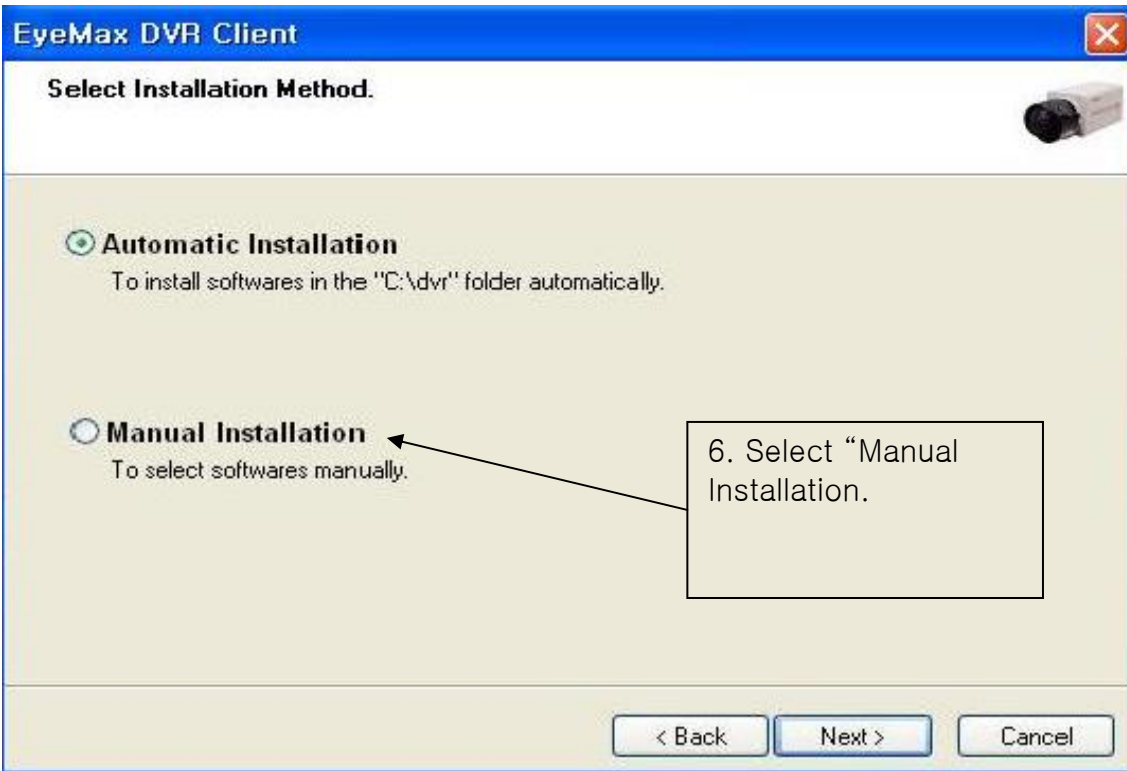 EyeMax DVR Client
Select Installation Method.
Automatic Installation
To install softwares in the "C:\dvr" folder automatically.
Manual Installation
To select softwares manually.
6. Select “Manual
Installation.
< Back
Next >
Cancel